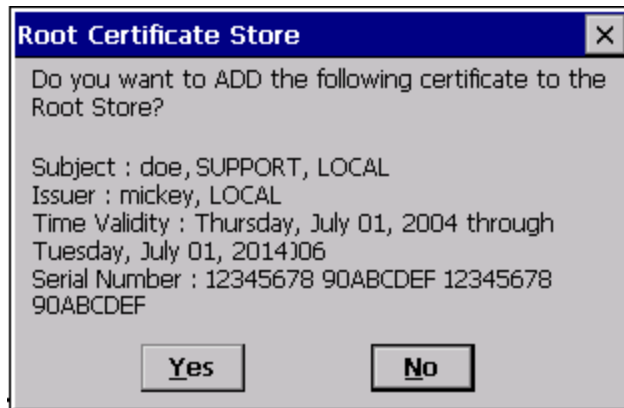 Root Certificate Store
Do you want to ADD the following certificate to the
Root Store?
Subject : doe, SUPPORT, LOCAL
Issuer : mickey, LOCAL
Time Validity : Thursday, July 01, 2004 through
Tuesday, July 01, 2014)06
Serial Number : 12345678 90ABCDEF 12345678
90ABCDEF
Yes
No